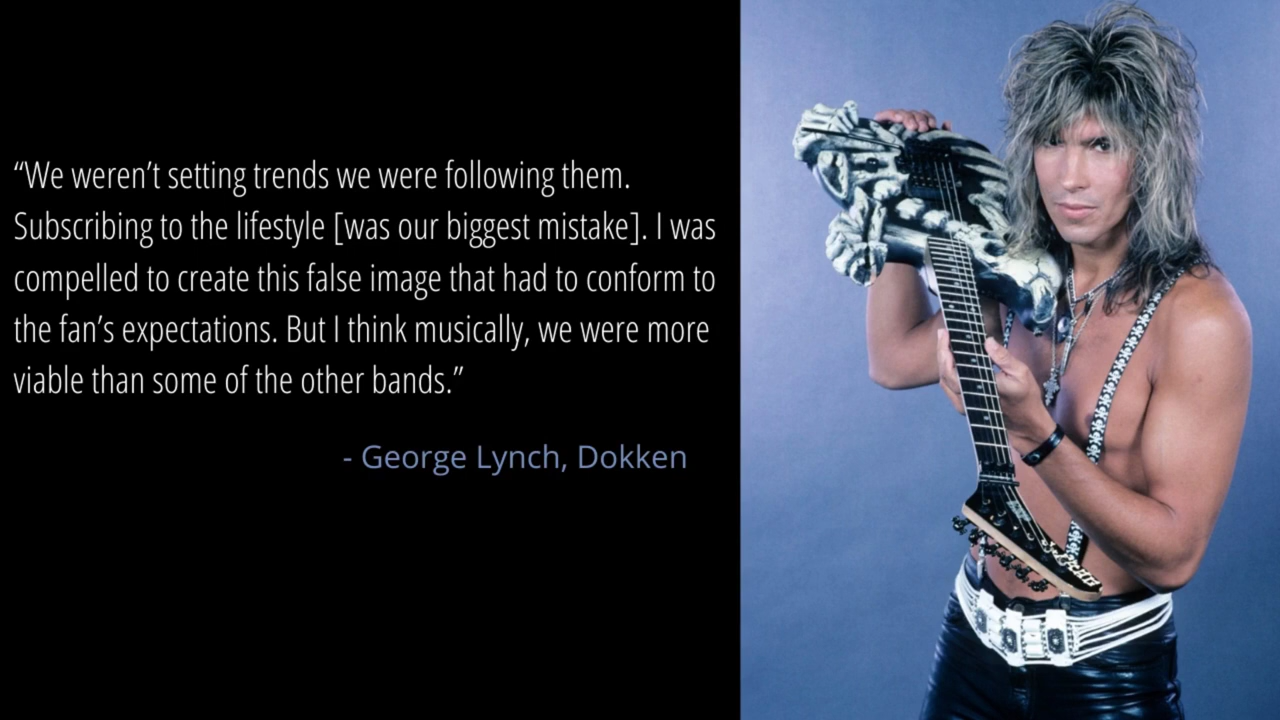 “We weren’t setting trends we were following them.
Subscribing to the lifestyle [was our biggest mistake]. I was
compelled to create this false image that had to conform to
the fan’s expectations. But I think musically, we were more
viable than some of the other bands.”
- George Lynch, Dokken